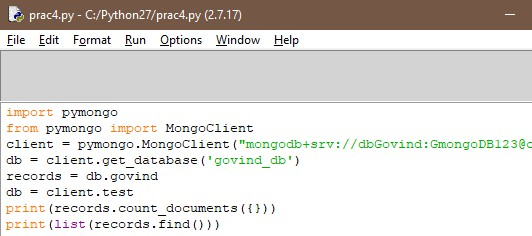 prac4.py - C:/Python27/prac4.py (2.7.17)
File Edit Format Run Options Window Help
import pymongo
from pymongo import MongoClient
client = pymongo.MongoClient("mongodb+srv://dbGovind:GmongoDB123@c
db = client.get_database('govind_db')
records = db.govind
db = client.test
print(records.count_documents({}))
print(list(records.find()))